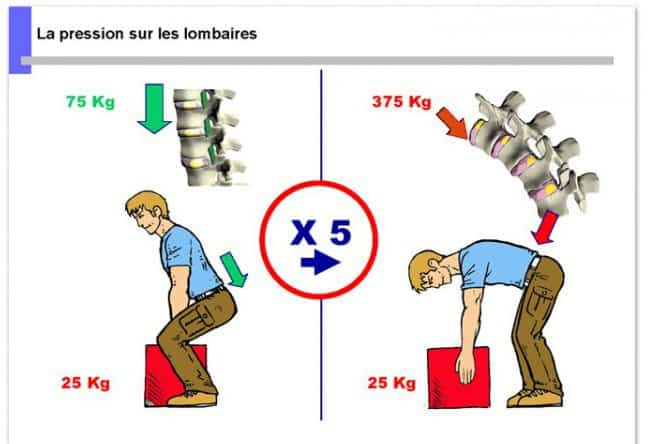 La pression sur les lombaires
75 Kg
375 Kg
X 5
25 Kg
25 Kg